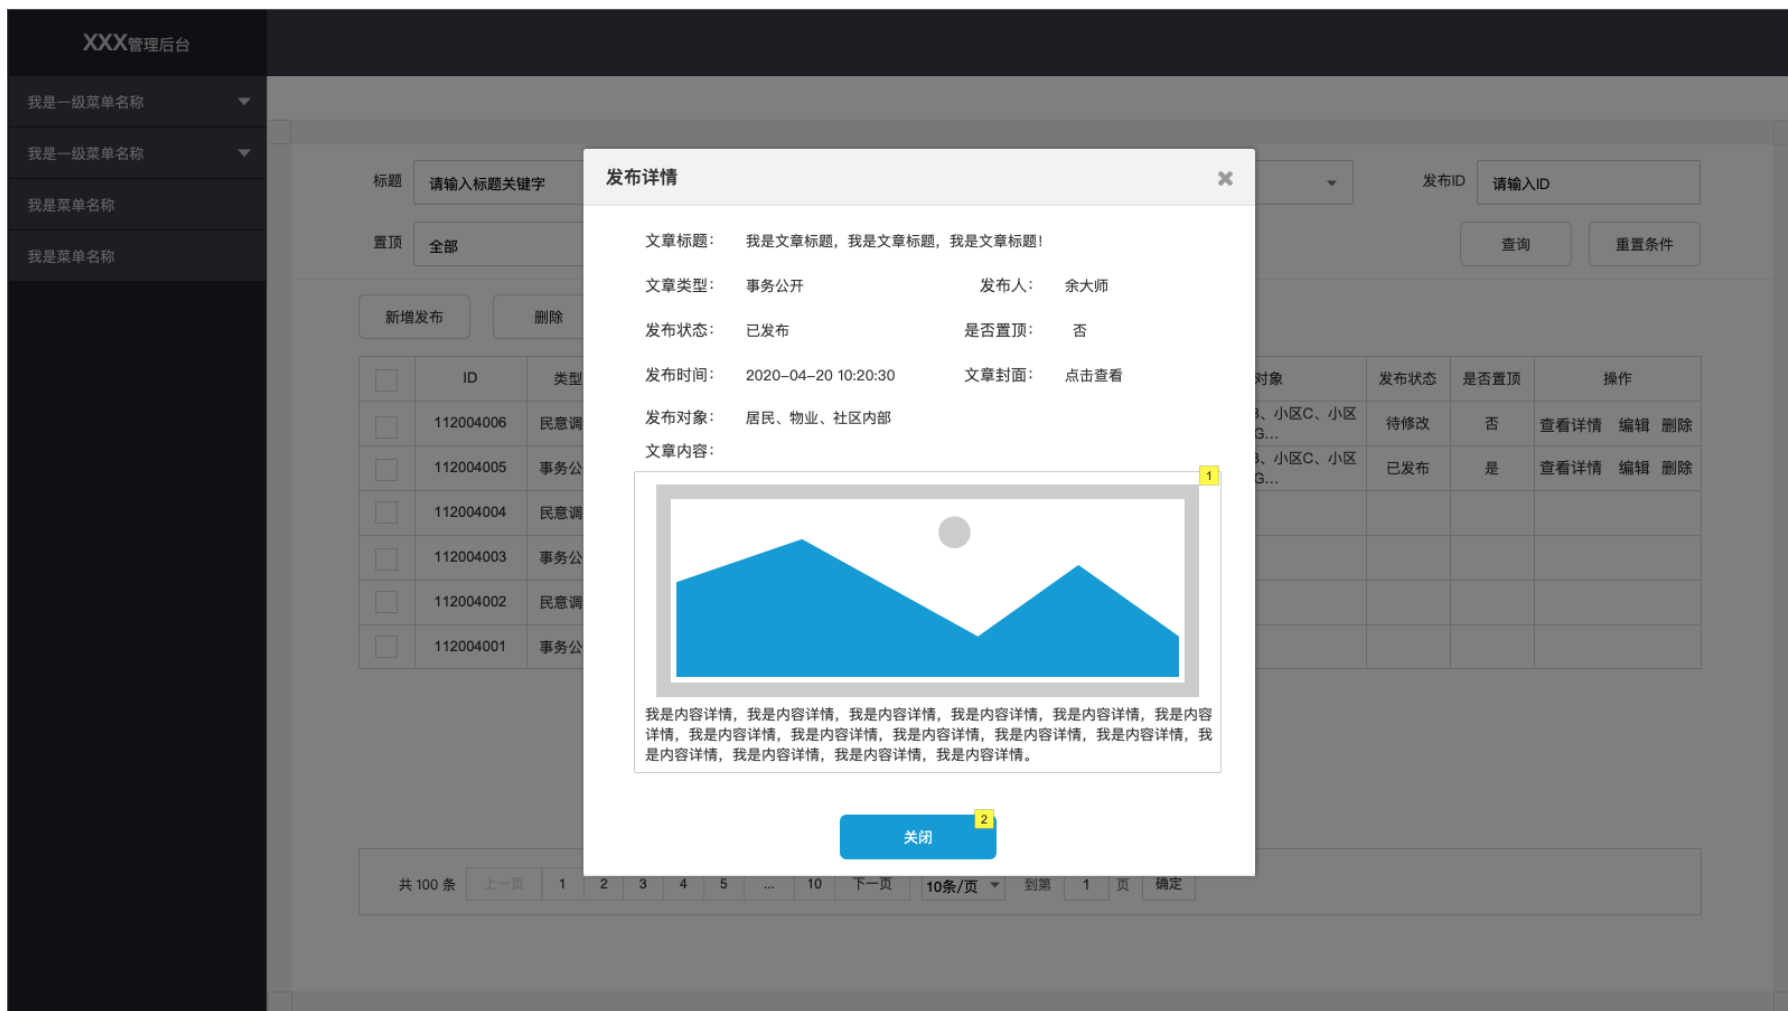 XXX管理后台
我是一级菜单名称
我是一级菜单名称
我是菜单名称
我是菜单名称
标题 请输入标题关键字 发布ID 请输入ID
置顶 全部 查询 重置条件
新增发布 删除
ID 类型 对象 发布状态 是否置顶 操作
112004006 民意调 、小区C、小区 待修改 否 查看详情 编辑 删除
G...
112004005 事务公 、小区C、小区 已发布 是 查看详情 编辑 删除
G...
112004004 民意调
112004003 事务公
112004002 民意调
112004001 事务公
共 100 条 上一页 1 2 3 4 5 ... 10 下一页 10条/页 到第 1 页 确定
发布详情
文章标题： 我是文章标题，我是文章标题，我是文章标题！
文章类型： 事务公开 发布人： 余大师
发布状态： 已发布 是否置顶： 否
发布时间： 2020-04-20 10:20:30 文章封面： 点击查看
发布对象： 居民、物业、社区内部
文章内容：
1
我是内容详情，我是内容详情，我是内容详情，我是内容详情，我是内容详情，我是内容
详情，我是内容详情，我是内容详情，我是内容详情，我是内容详情，我是内容详情，我
是内容详情，我是内容详情，我是内容详情，我是内容详情。
2
关闭